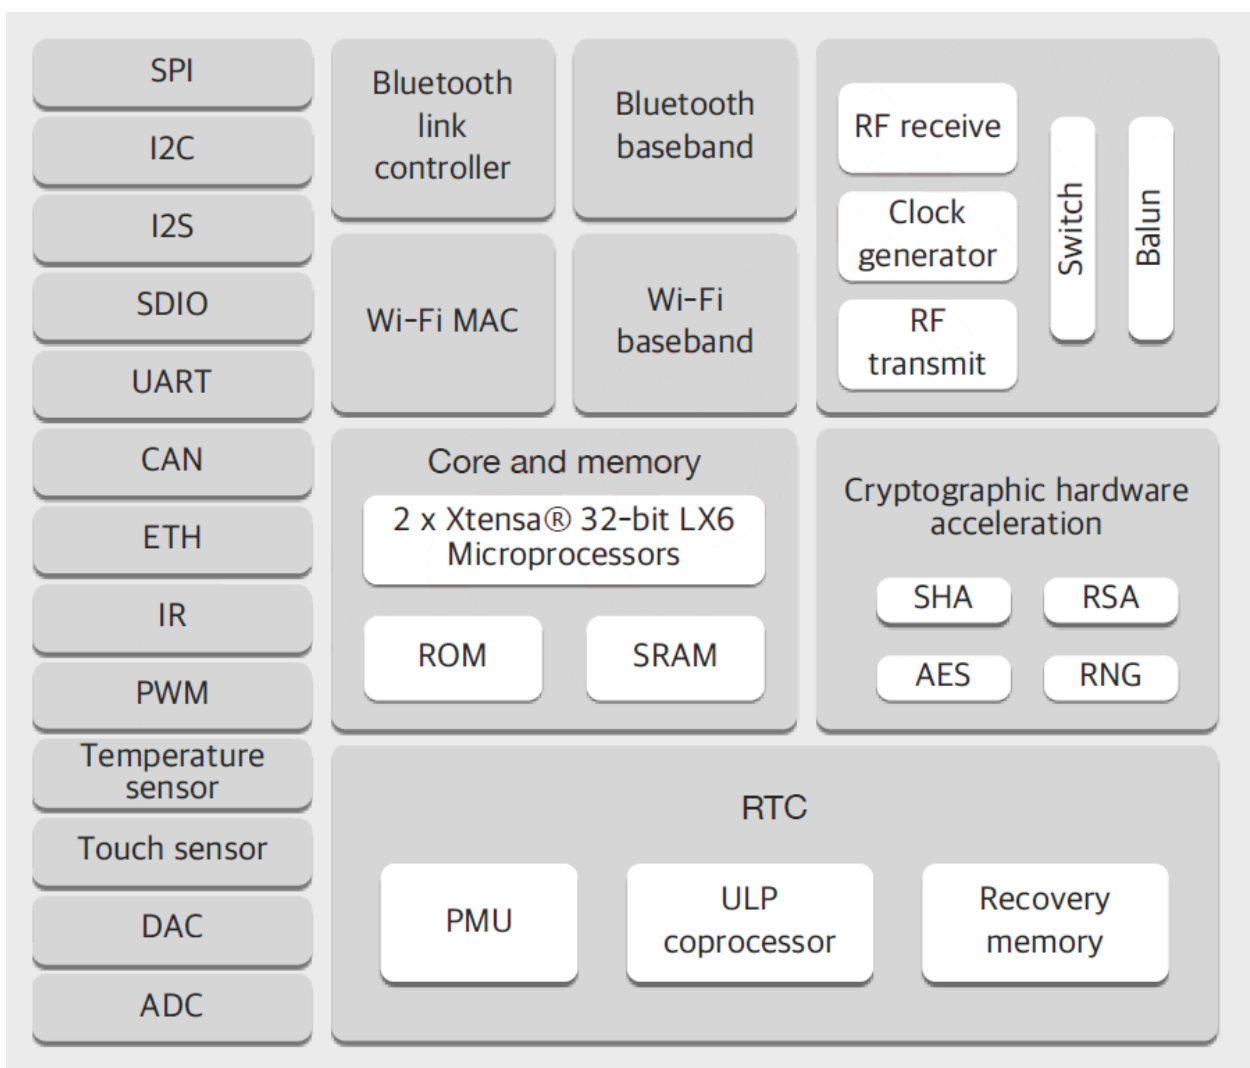 SPI
I2C
I2S
SDIO
UART
CAN
ETH
IR
PWM
Temperature
sensor
Touch sensor
DAC
ADC
Bluetooth
link
controller
Bluetooth
baseband
Wi-Fi MAC
Wi-Fi
baseband
RF receive
Clock
generator
RF
transmit
Switch
Balun
Core and memory
2 x Xtensa® 32-bit LX6
Microprocessors
ROM
SRAM
Cryptographic hardware
acceleration
SHA
RSA
AES
RNG
RTC
PMU
ULP
coprocessor
Recovery
memory